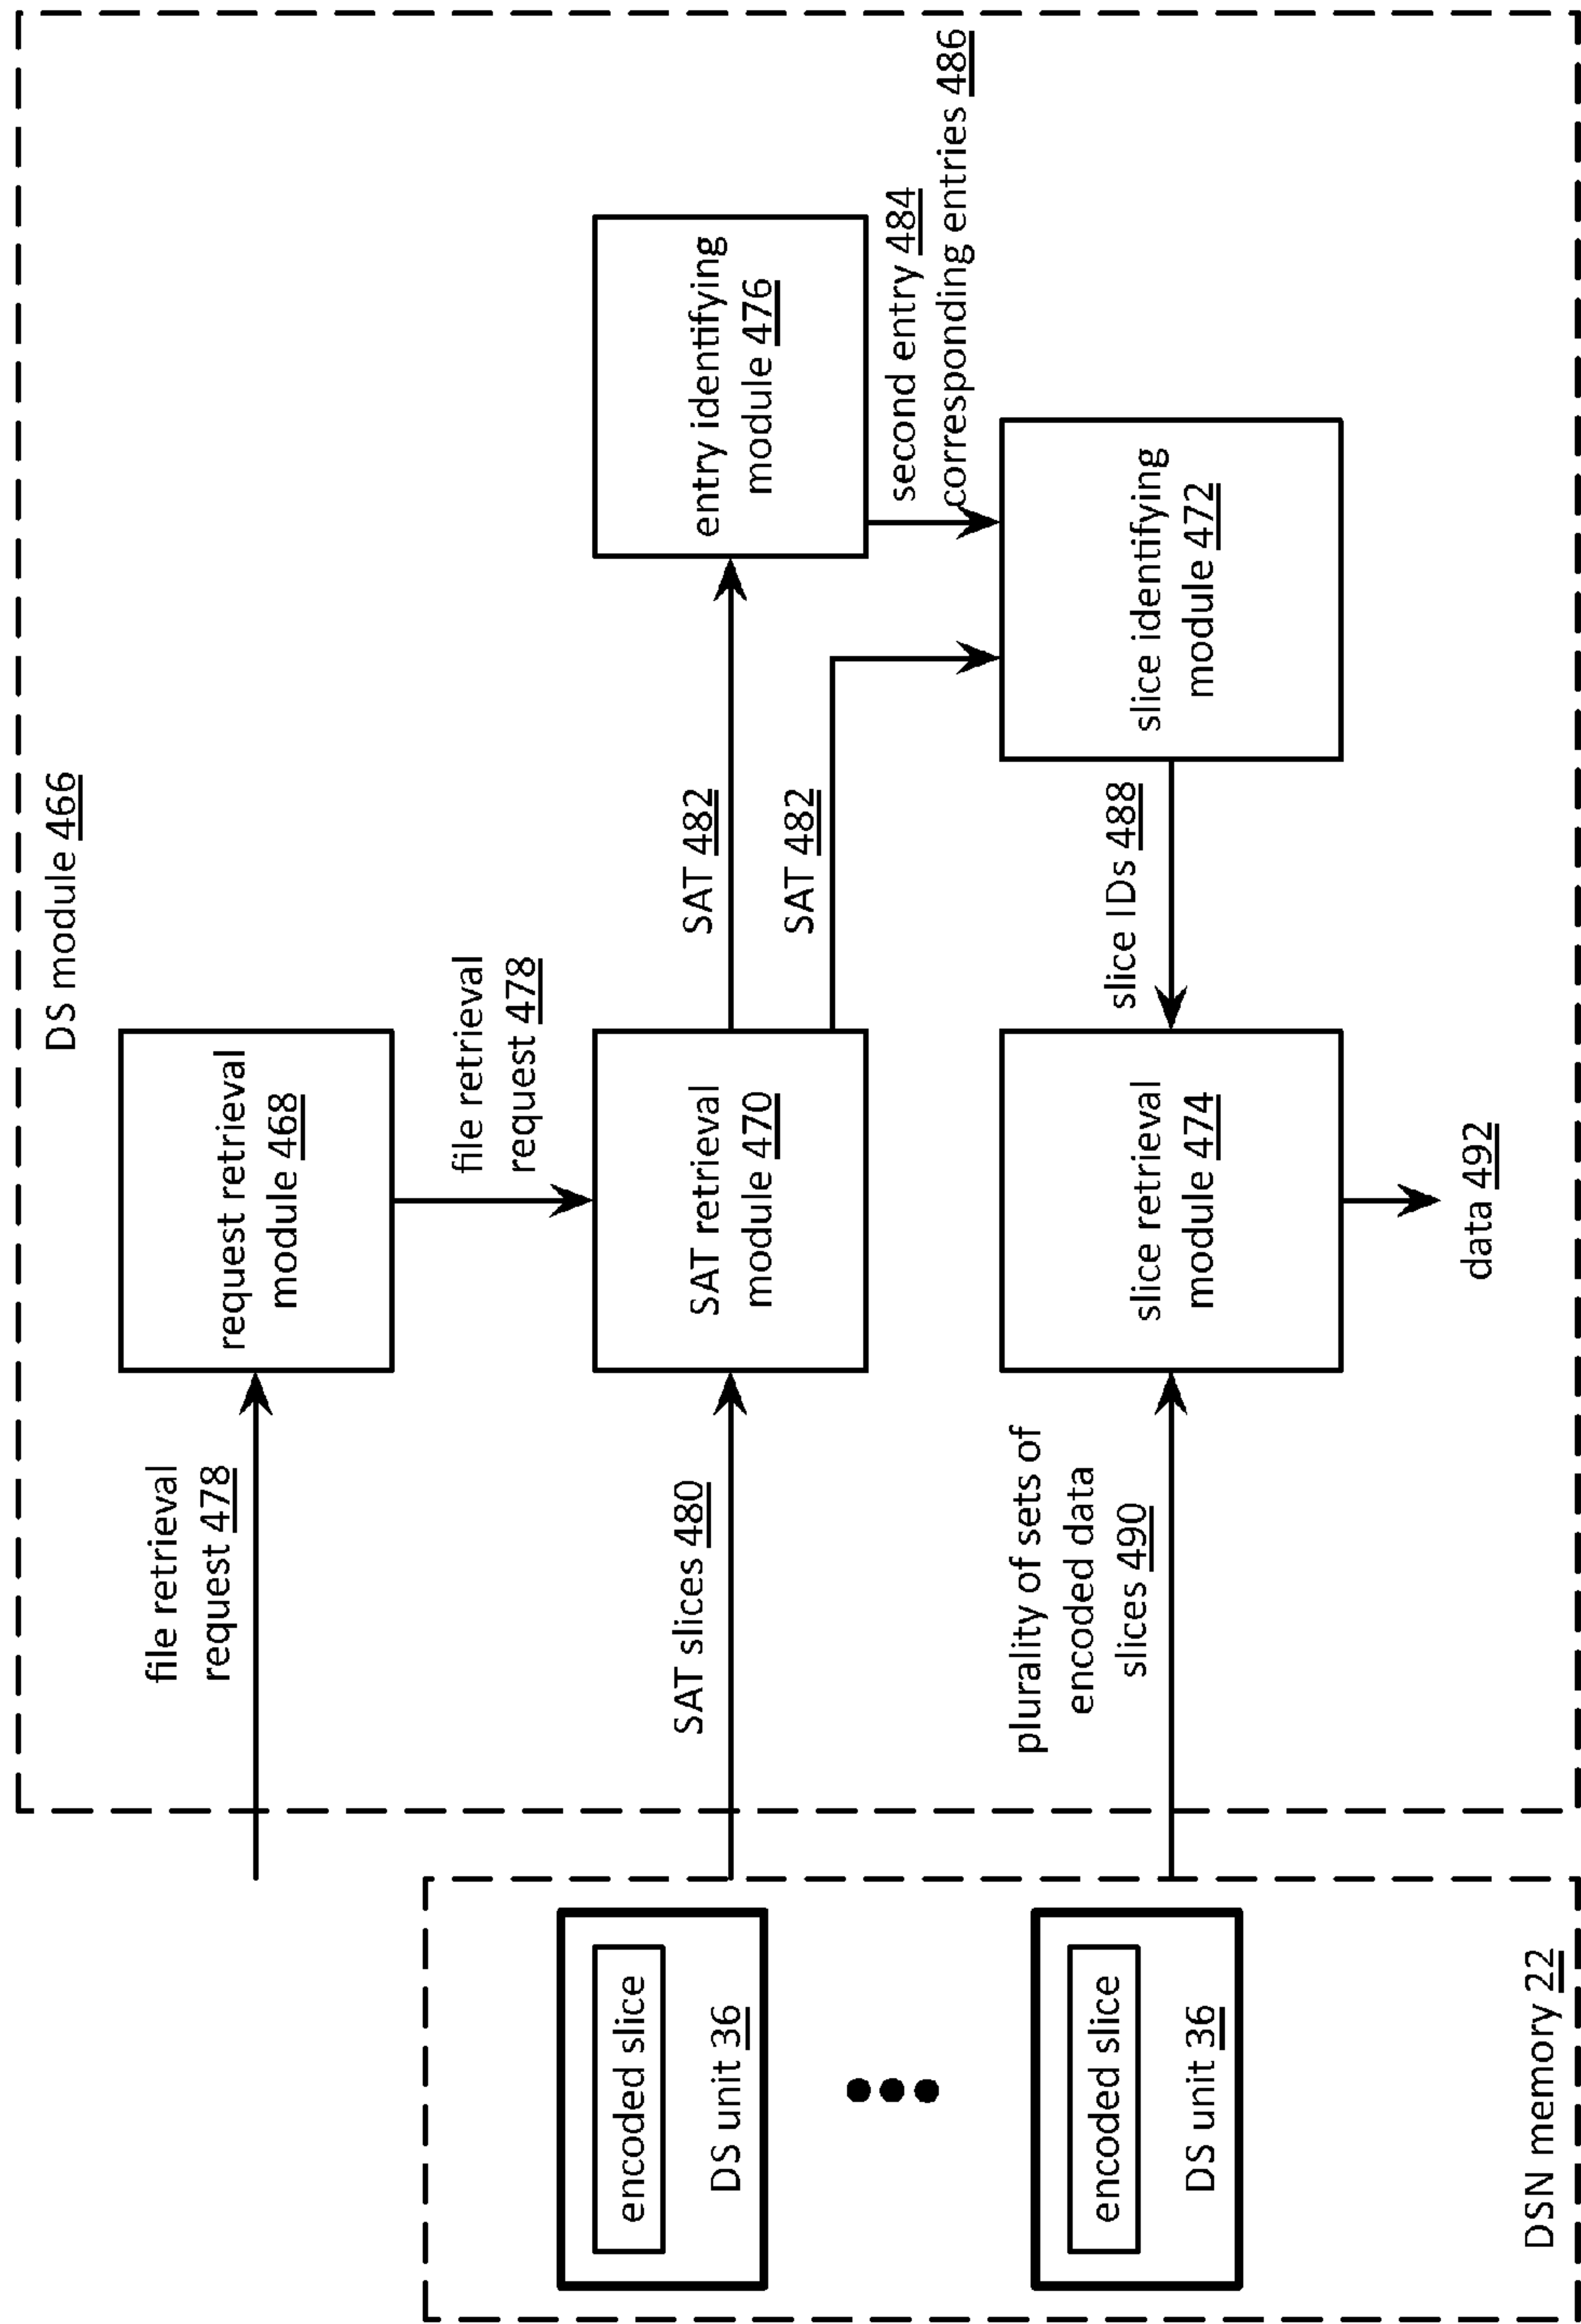 DS module 466
file retrieval
request 478
request retrieval
module 468
file retrieval
request 478
SAT slices 480
SAT retrieval
module 470
SAT 482
SAT 482
entry identifying
module 476
second entry 484
corresponding entries 486
plurality of sets of
encoded data
slices 490
slice retrieval
module 474
slice IDs 488
slice identifying
module 472
data 492
encoded slice
DS unit 36
encoded slice
DS unit 36
DSN memory 22